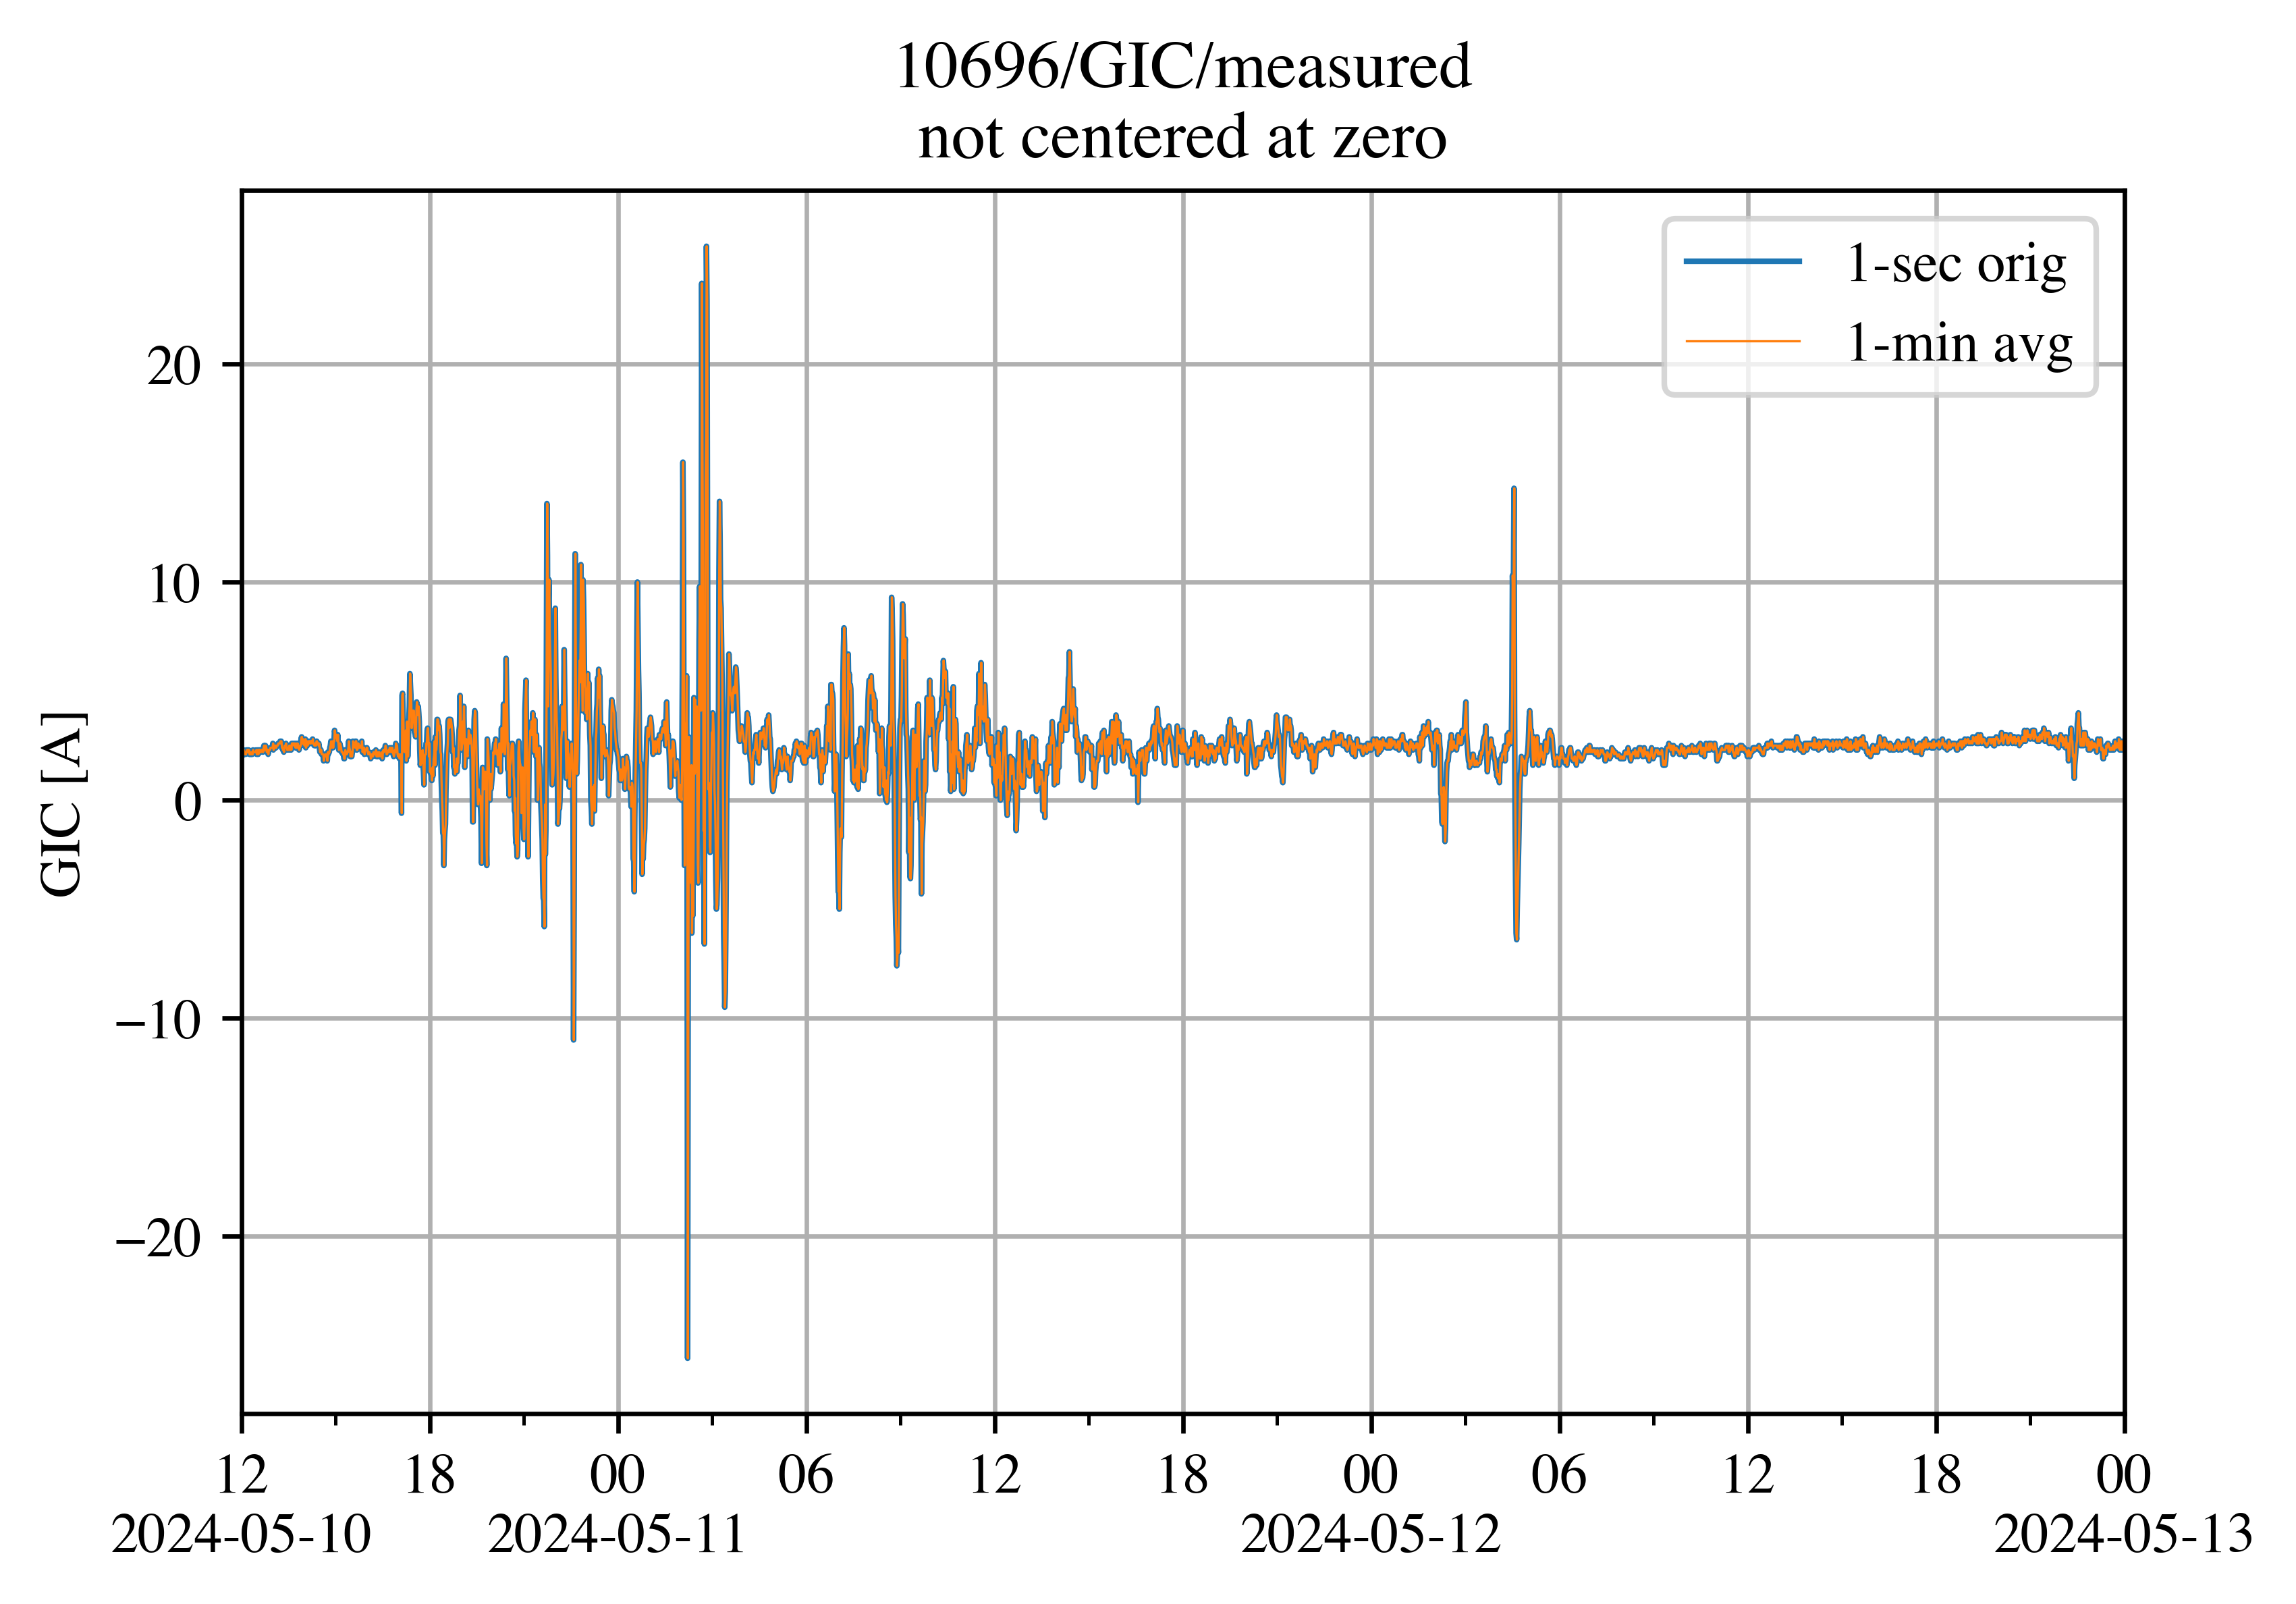 10696/GIC/measured
not centered at zero
1-sec orig
1-min avg
20
10
0
−10
−20
GIC [A]
12 18 00 06 12 18 00 06 12 18 00
2024-05-10 2024-05-11 2024-05-12 2024-05-13